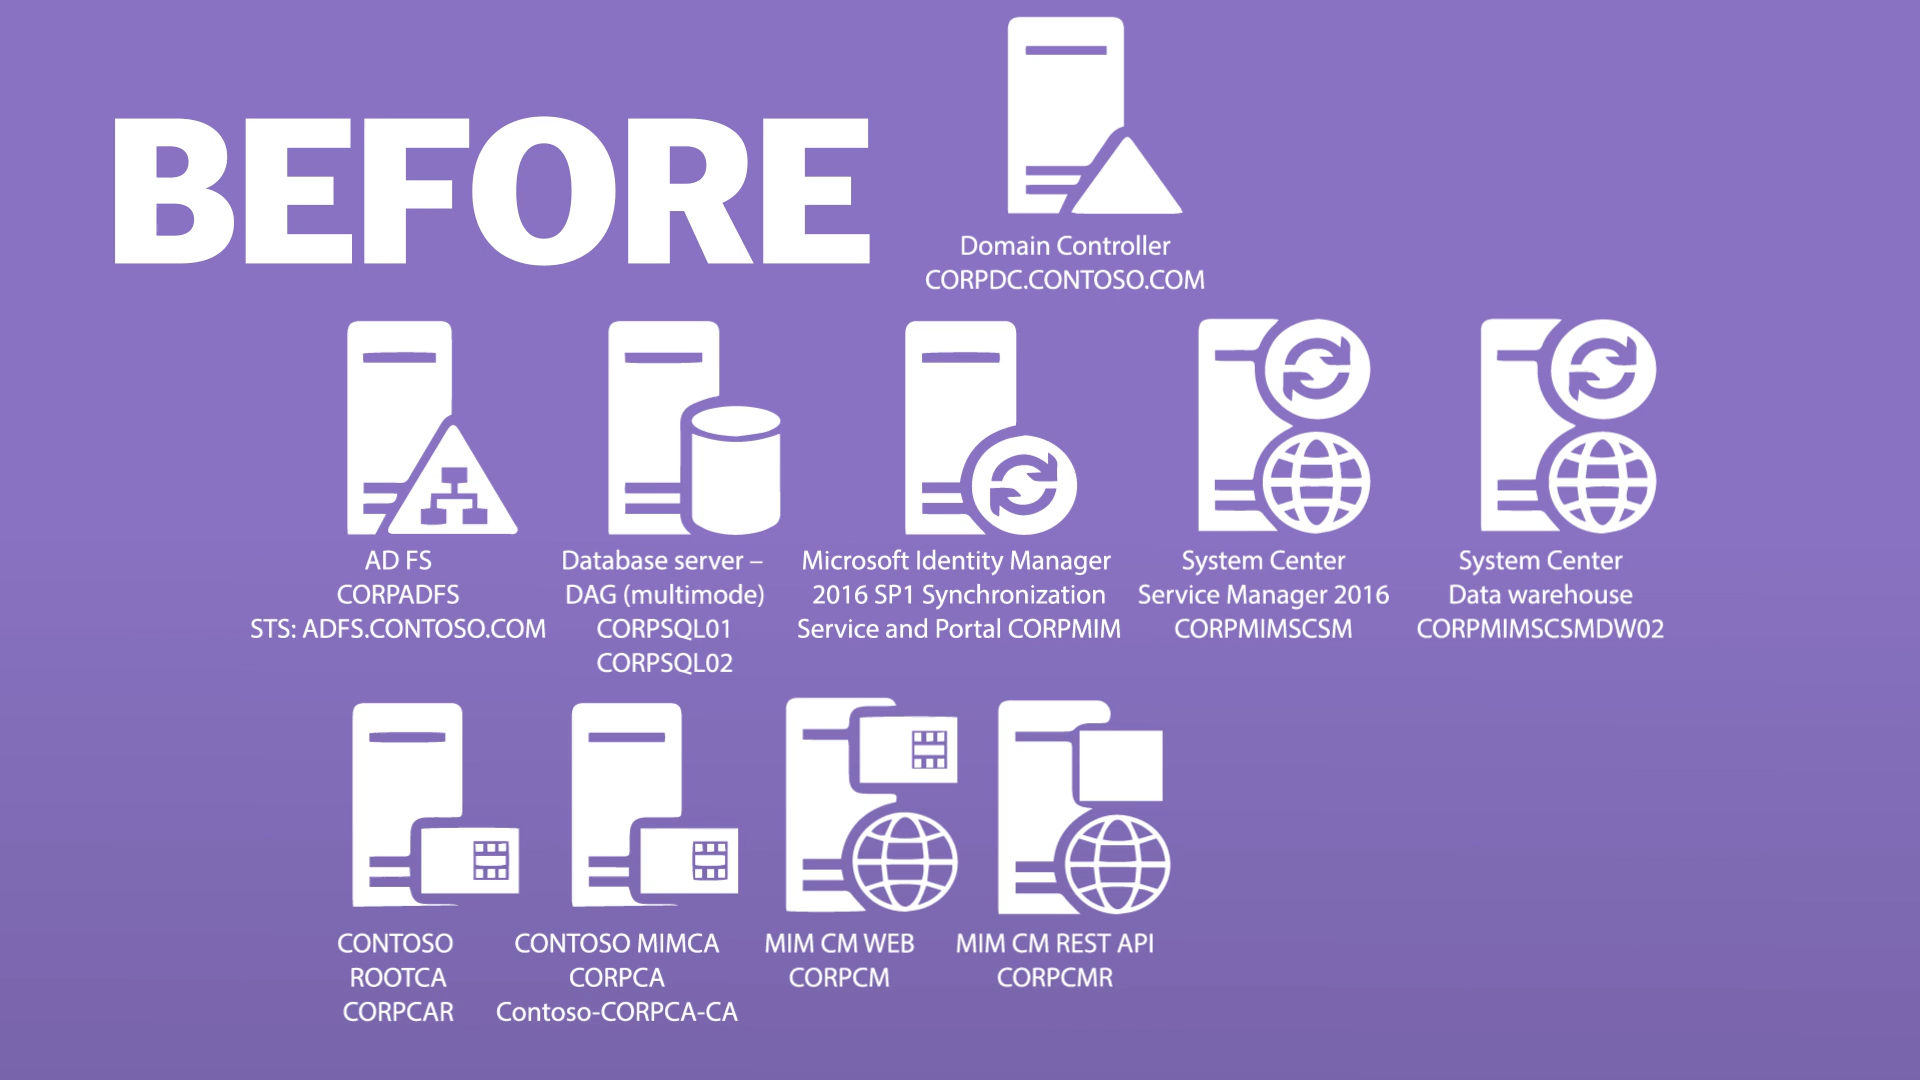 BEFORE
Domain Controller
CORPDC.CONTOSO.COM
AD FS
CORPADFS
STS: ADFS.CONTOSO.COM
Database server –
DAG (multimode)
CORPSQL01
CORPSQL02
Microsoft Identity Manager
2016 SP1 Synchronization
Service and Portal CORPMIM
System Center
Service Manager 2016
CORPMIMSCSM
System Center
Data warehouse
CORPMIMSCSMDW02
CONTOSO
ROOTCA
CORPCAR
CONTOSO MIMCA
CORPCA
Contoso-CORPCA-CA
MIM CM WEB
CORPCM
MIM CM REST API
CORPCMR